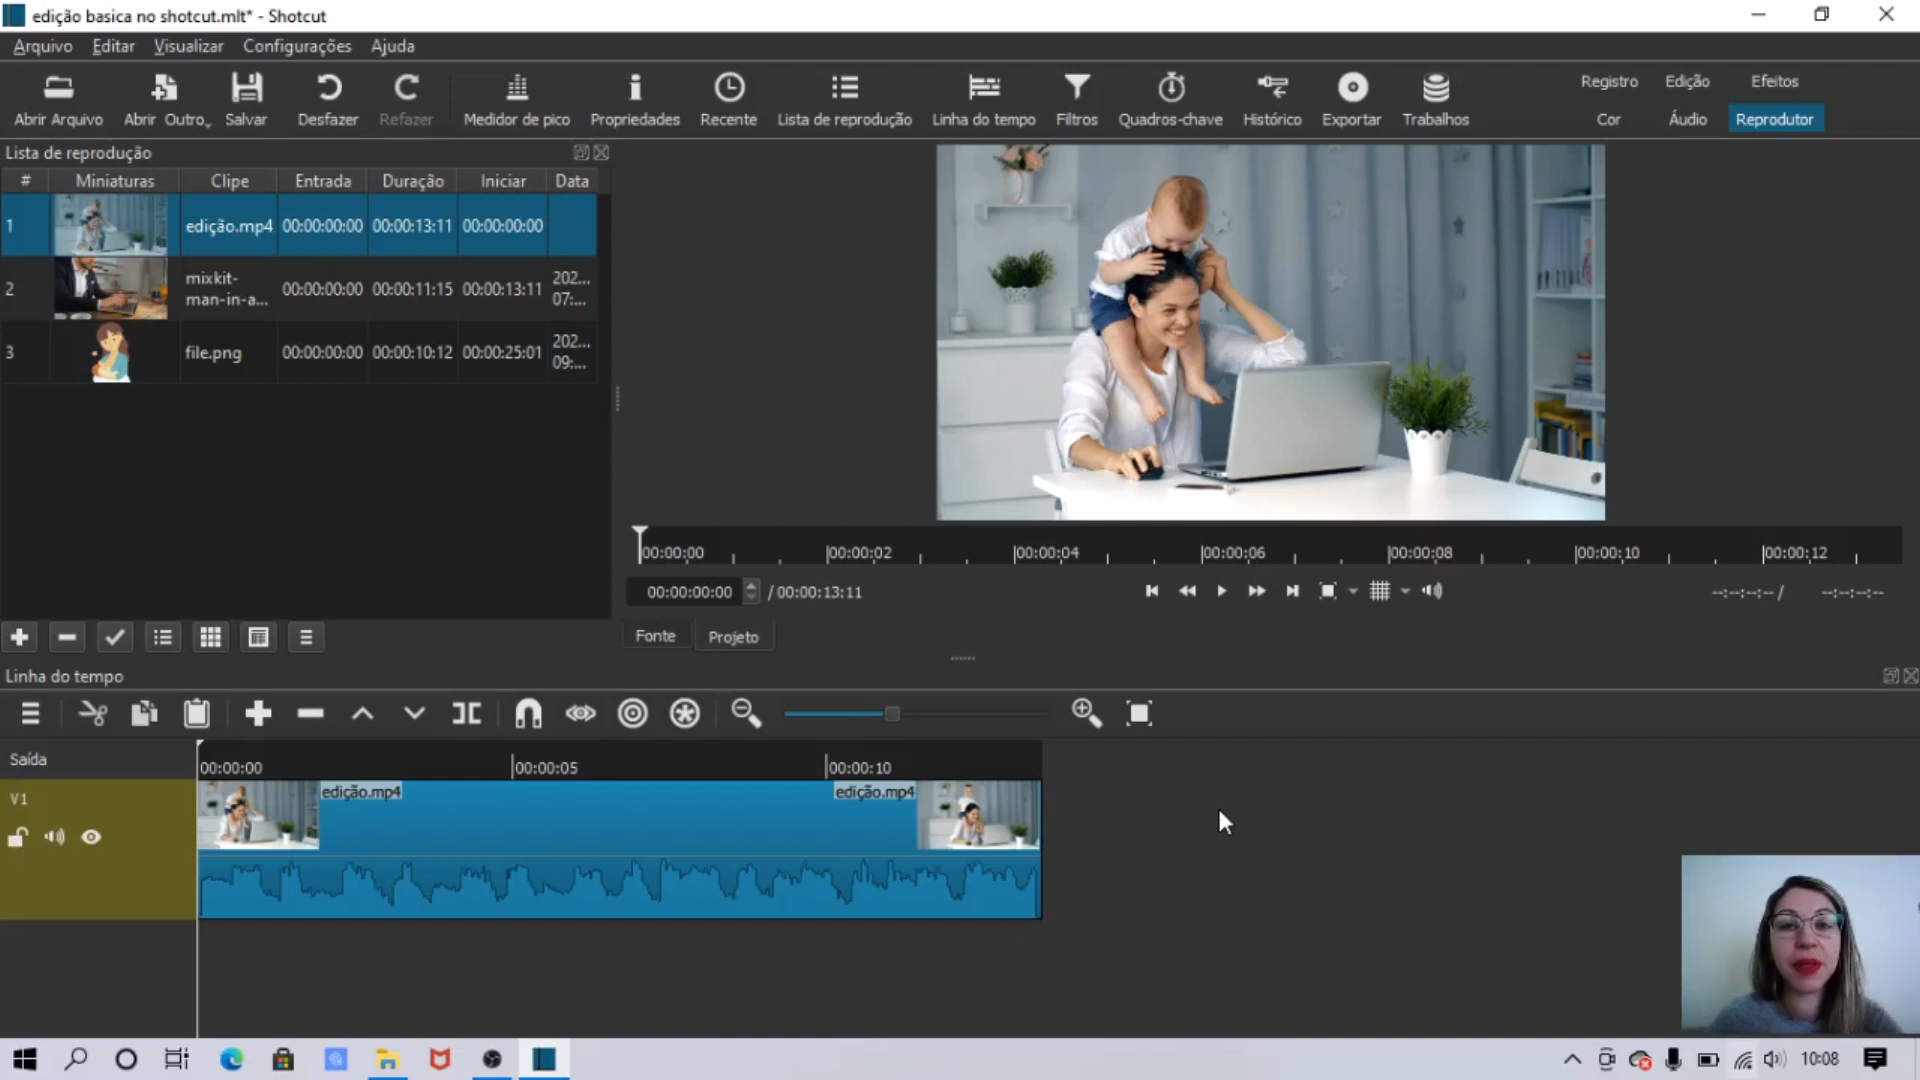 edição basica no shotcut.mlt* - Shotcut
Arquivo Editar Visualizar Configurações Ajuda
Abrir Arquivo Abrir Outro Salvar Desfazer Refazer Medidor de pico Propriedades Recente Lista de reprodução Linha do tempo Filtros Quadros-chave Histórico Exportar Trabalhos
Registro Edição Efeitos
Cor Áudio Reprodutor
Lista de reprodução
# Miniaturas Clipe Entrada Duração Iniciar Data
1 edição.mp4 00:00:00:00 00:00:13:11 00:00:00:00
2 mixkit-man-in-a... 00:00:00:00 00:00:11:15 00:00:13:11 202... 07:...
3 file.png 00:00:00:00 00:00:10:12 00:00:25:01 202... 09:...
00:00:00 00:00:02 00:00:04 00:00:06 00:00:08 00:00:10 00:00:12
00:00:00:00 / 00:00:13:11 --:--:--:-- / --:--:--:--
Fonte Projeto
Linha do tempo
Saída
00:00:00 00:00:05 00:00:10
V1
edição.mp4 edição.mp4
10:08